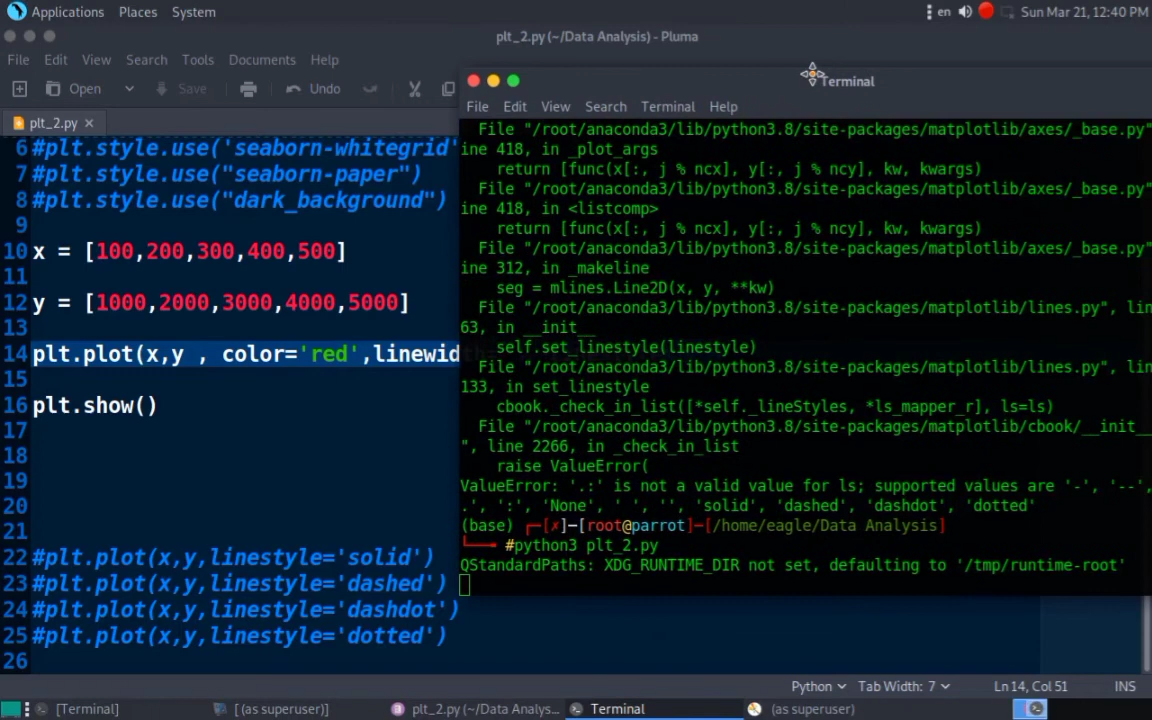 Applications Places System en Sun Mar 21, 12:40 PM
plt_2.py (~/Data Analysis) - Pluma
File Edit View Search Tools Documents Help
Open Save Undo
plt_2.py
6 #plt.style.use('seaborn-whitegrid'
7 #plt.style.use("seaborn-paper")
8 #plt.style.use("dark_background")
9
10 x = [100,200,300,400,500]
11
12 y = [1000,2000,3000,4000,5000]
13
14 plt.plot(x,y , color='red',linewid
15
16 plt.show()
17
18
19
20
21
22 #plt.plot(x,y,linestyle='solid')
23 #plt.plot(x,y,linestyle='dashed')
24 #plt.plot(x,y,linestyle='dashdot')
25 #plt.plot(x,y,linestyle='dotted')
26
Terminal
File Edit View Search Terminal Help
File "/root/anaconda3/lib/python3.8/site-packages/matplotlib/axes/_base.py"
ine 418, in _plot_args
return [func(x[:, j % ncx], y[:, j % ncy], kw, kwargs)
File "/root/anaconda3/lib/python3.8/site-packages/matplotlib/axes/_base.py"
ine 418, in <listcomp>
return [func(x[:, j % ncx], y[:, j % ncy], kw, kwargs)
File "/root/anaconda3/lib/python3.8/site-packages/matplotlib/axes/_base.py"
ine 312, in _makeline
seg = mlines.Line2D(x, y, **kw)
File "/root/anaconda3/lib/python3.8/site-packages/matplotlib/lines.py", lin
63, in __init__
self.set_linestyle(linestyle)
File "/root/anaconda3/lib/python3.8/site-packages/matplotlib/lines.py", lin
133, in set_linestyle
cbook._check_in_list([*self._lineStyles, *ls_mapper_r], ls=ls)
File "/root/anaconda3/lib/python3.8/site-packages/matplotlib/cbook/__init__
", line 2266, in _check_in_list
raise ValueError(
ValueError: '.:' is not a valid value for ls; supported values are '-', '--',
.', ':', 'None', ' ', '', 'solid', 'dashed', 'dashdot', 'dotted'
(base) ┌─[✗]─[root@parrot]─[/home/eagle/Data Analysis]
└──╼ #python3 plt_2.py
QStandardPaths: XDG_RUNTIME_DIR not set, defaulting to '/tmp/runtime-root'
Python Tab Width: 7 Ln 14, Col 51 INS
[Terminal] [ (as superuser)] plt_2.py (~/Data Analys... Terminal (as superuser)